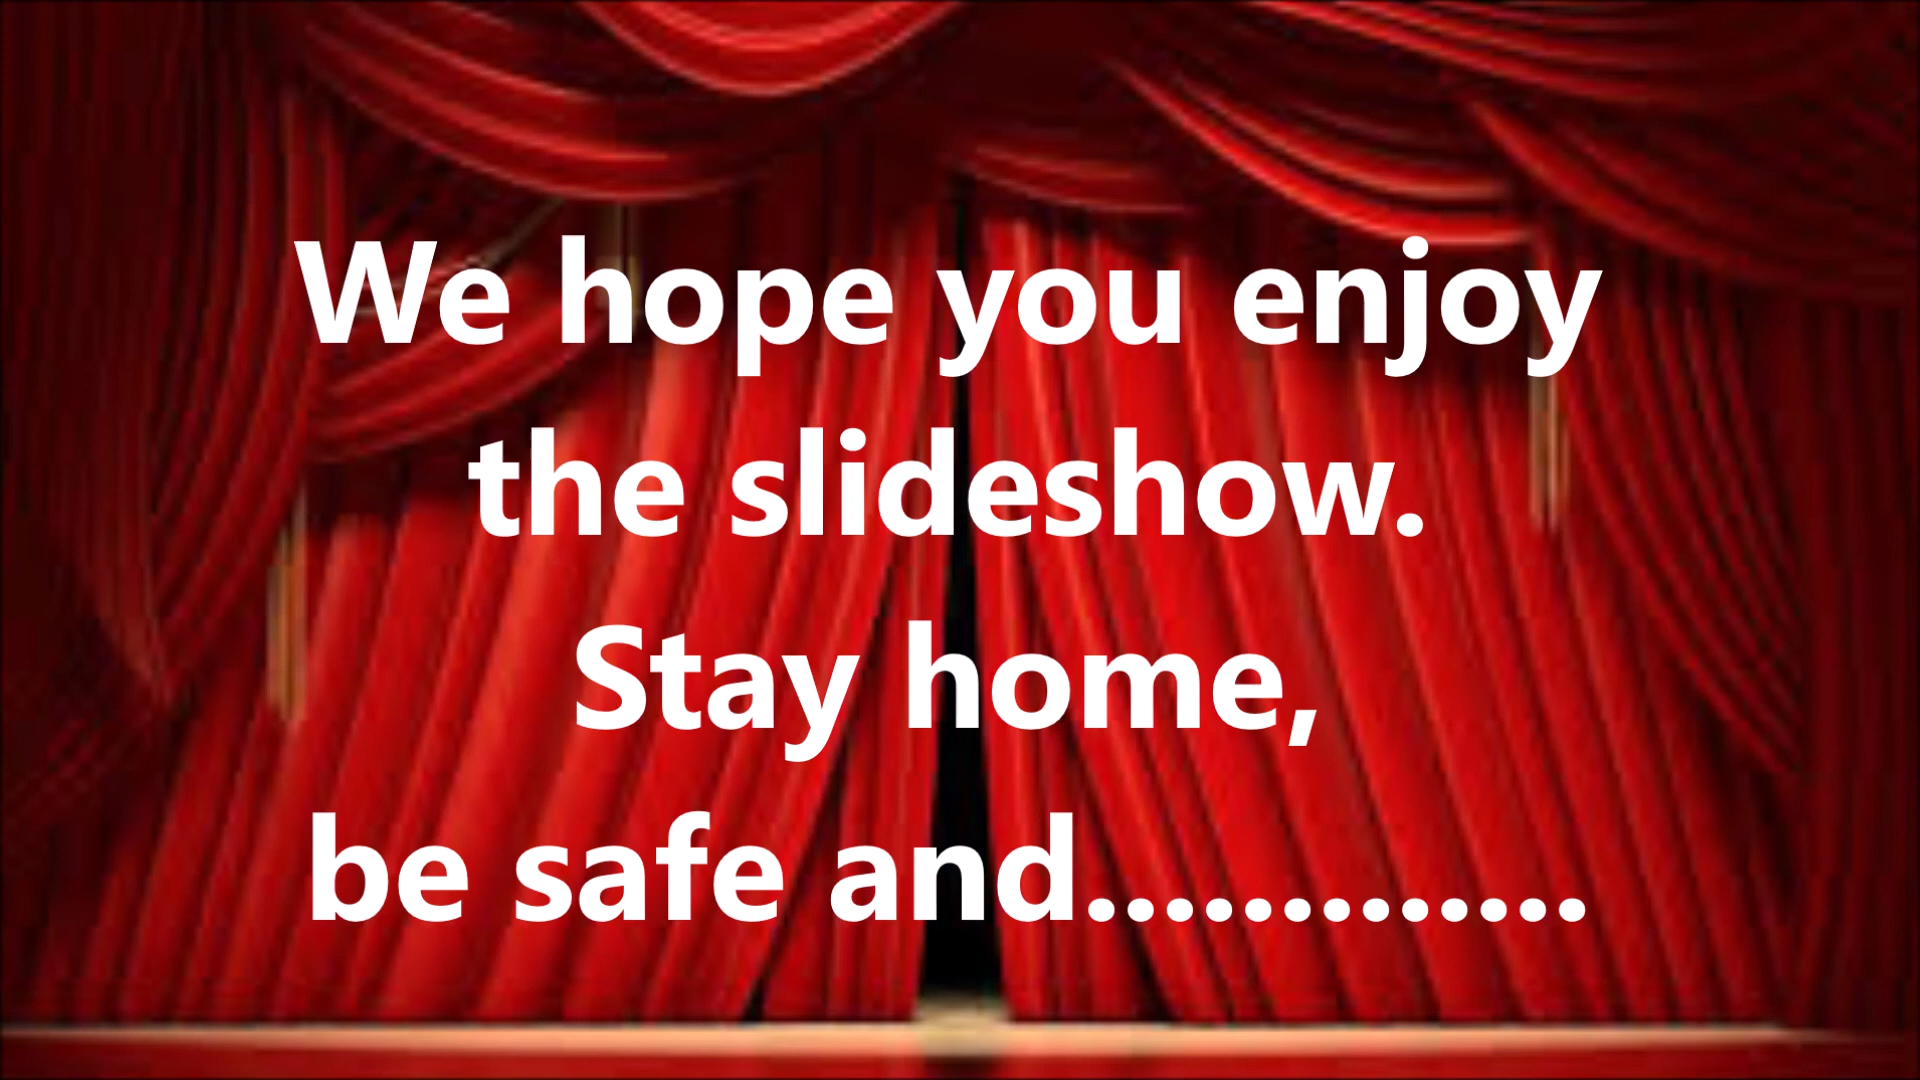 We hope you enjoy
the slideshow.
Stay home,
be safe and.............